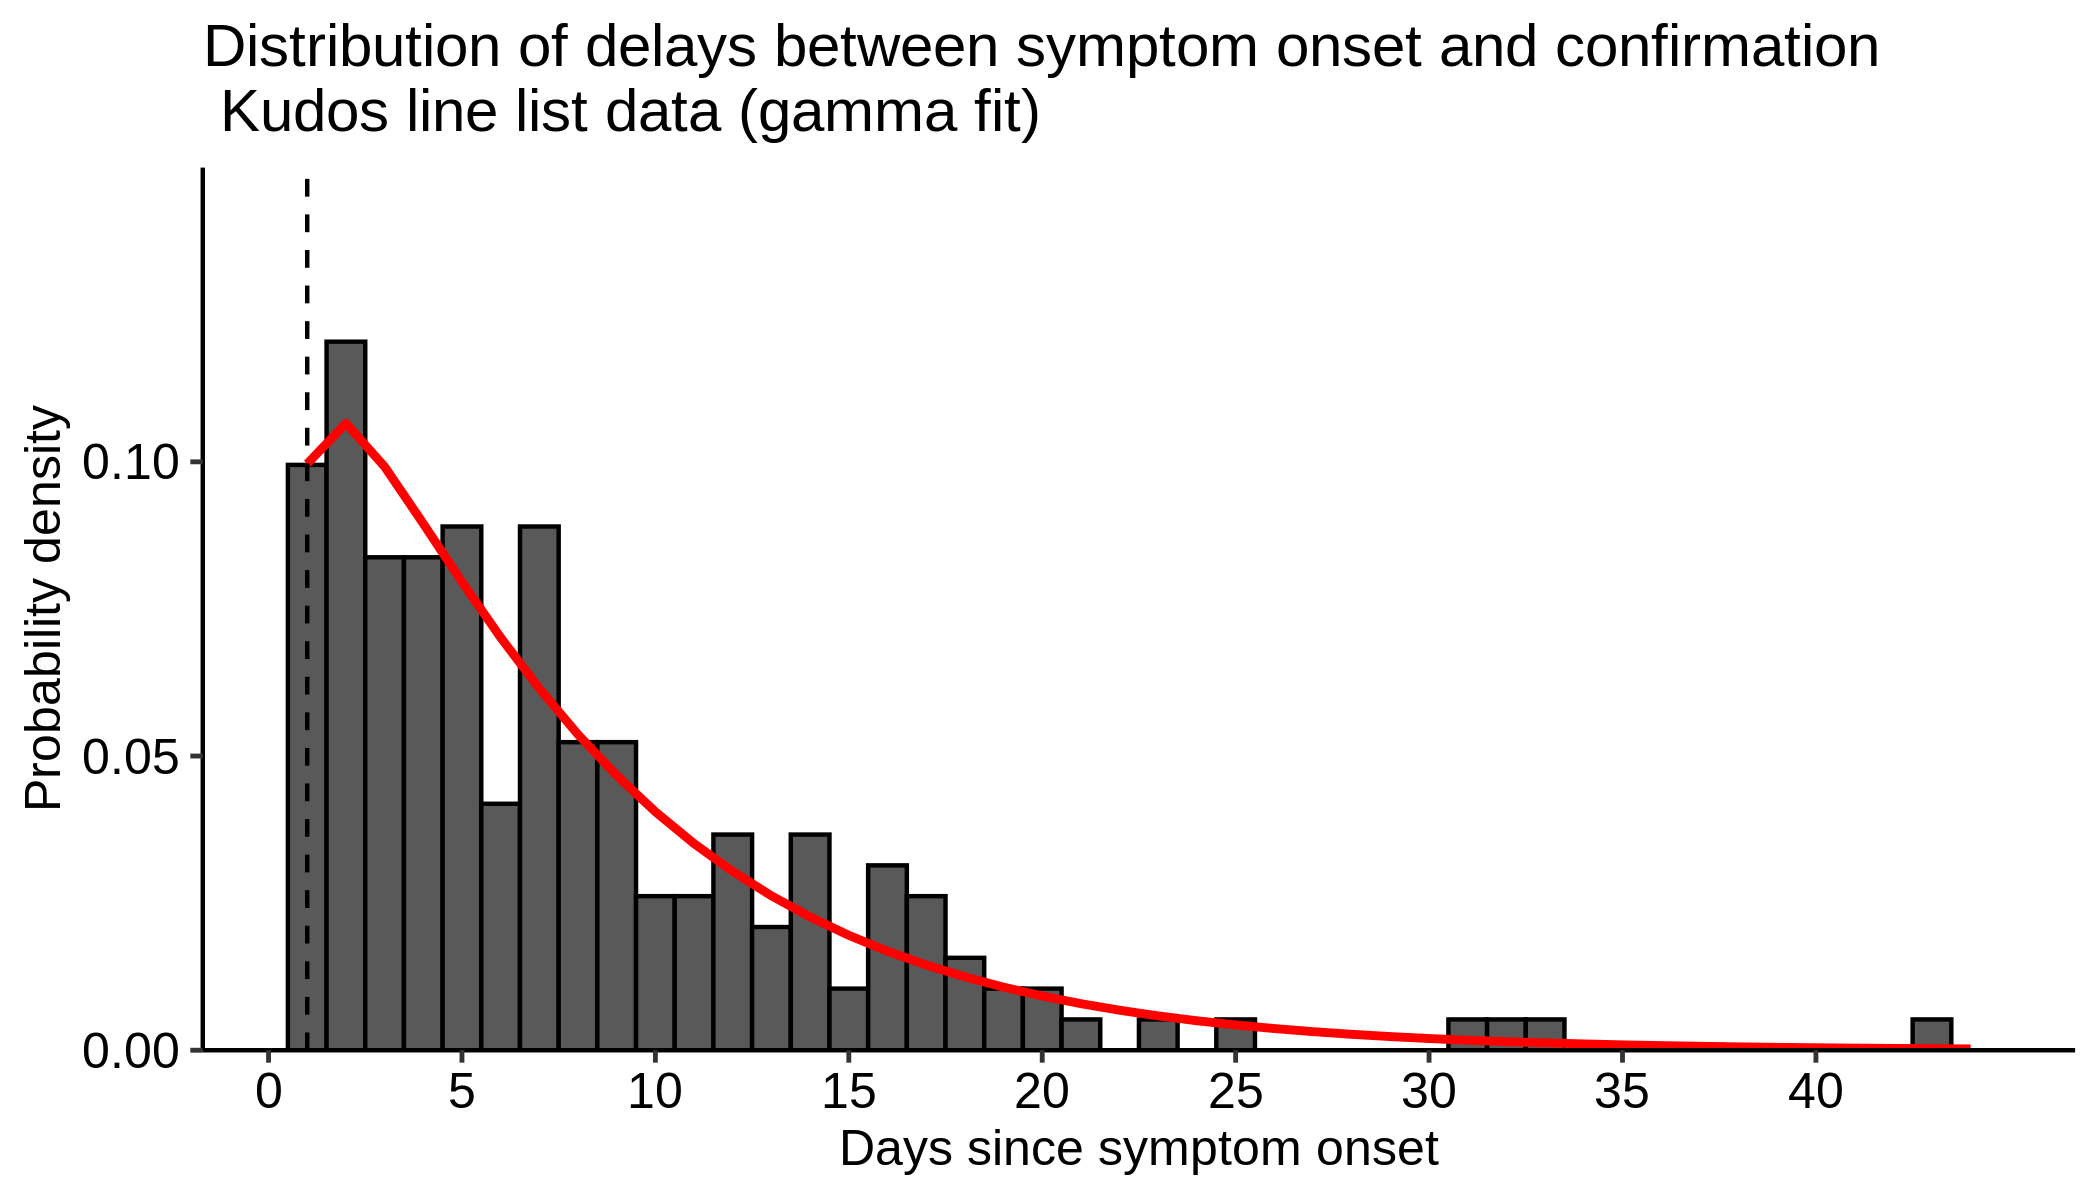 Distribution of delays between symptom onset and confirmation
Kudos line list data (gamma fit)
Probability density
0.10
0.05
0.00
0 5 10 15 20 25 30 35 40
Days since symptom onset